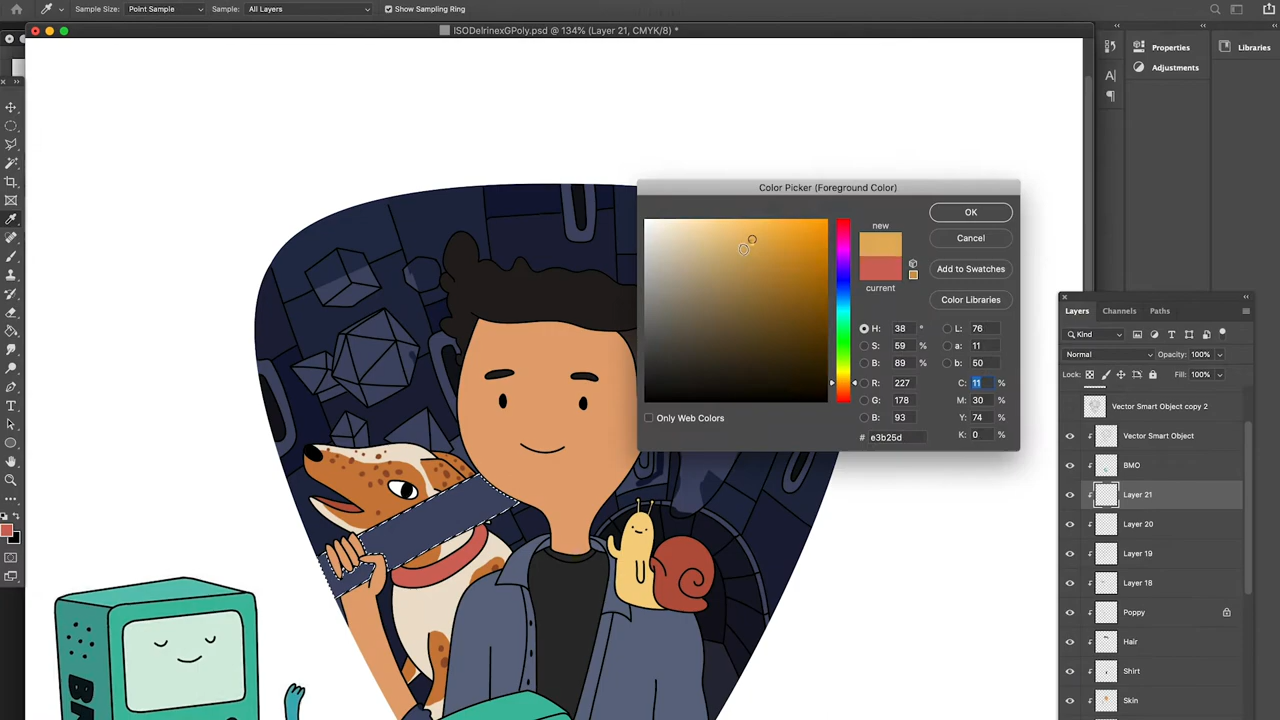 Sample Size: Point Sample Sample: All Layers Show Sampling Ring
ISODelrinexGPoly.psd @ 134% (Layer 21, CMYK/8) *
Properties
Libraries
Adjustments
Color Picker (Foreground Color)
new
current
OK
Cancel
Add to Swatches
Color Libraries
H: 38 ° L: 76
S: 59 % a: 11
B: 89 % b: 50
R: 227 C: 11 %
G: 178 M: 30 %
B: 93 Y: 74 %
# e3b25d K: 0 %
Only Web Colors
Layers Channels Paths
Kind
Normal Opacity: 100%
Lock: Fill: 100%
Vector Smart Object copy 2
Vector Smart Object
BMO
Layer 21
Layer 20
Layer 19
Layer 18
Poppy
Hair
Shirt
Skin